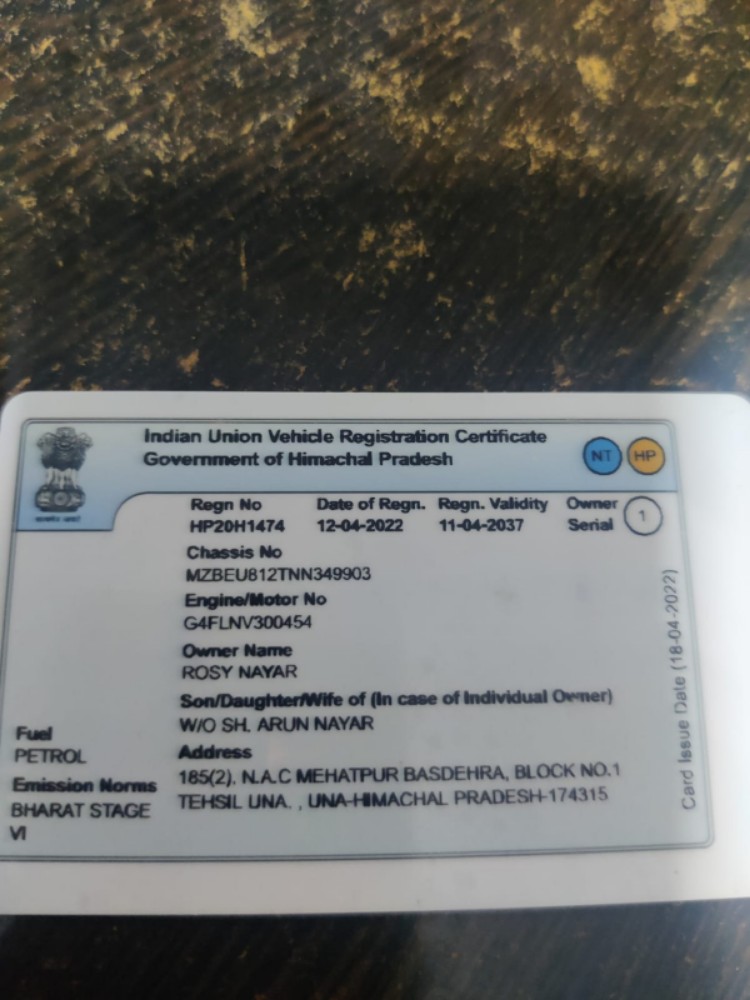 Indian Union Vehicle Registration Certificate
Government of Himachal Pradesh
NT HP
Regn No Date of Regn. Regn. Validity Owner Serial 1
HP20H1474 12-04-2022 11-04-2037
Chassis No
MZBEU812TNN349903
Engine/Motor No
G4FLNV300454
Owner Name
ROSY NAYAR
Son/Daughter/Wife of (In case of Individual Owner)
W/O SH. ARUN NAYAR
Address
185(2). N.A.C MEHATPUR BASDEHRA, BLOCK NO.1
TEHSIL UNA. , UNA-HIMACHAL PRADESH-174315
Fuel
PETROL
Emission Norms
BHARAT STAGE
VI
Card Issue Date (18-04-2022)